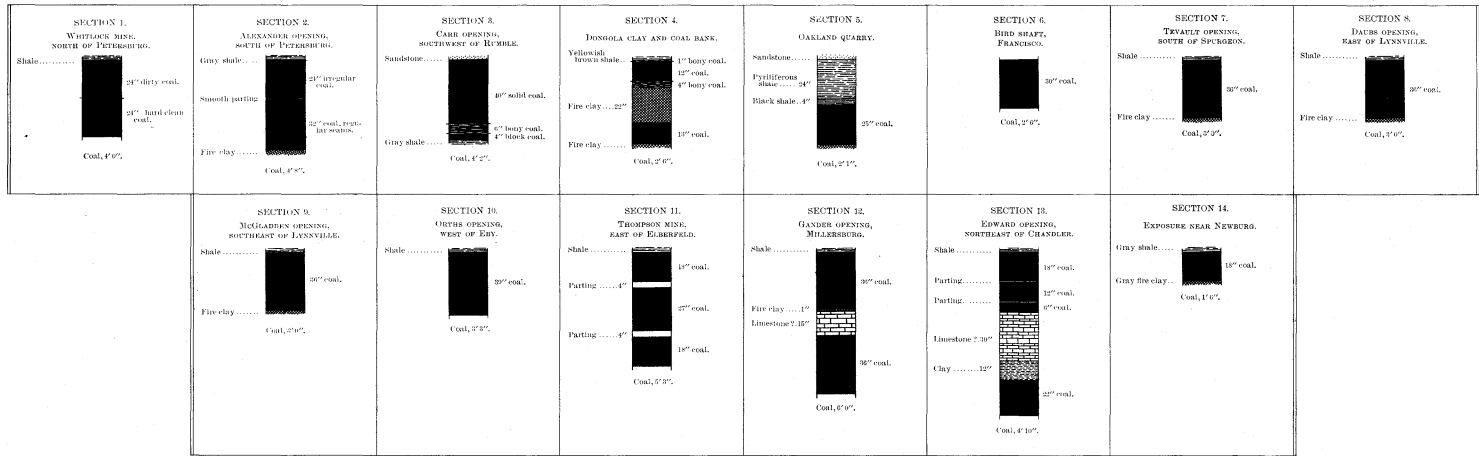 SECTION 1.
WHITLOCK MINE.
NORTH OF PETERSBURG.
Shale
24″ dirty coal.
24″ hard clean
coal.
Coal, 4′ 0″.
SECTION 2.
ALEXANDER OPENING,
SOUTH OF PETERSBURG.
Gray shale
24″ irregular
coal.
Smooth parting
32″ coal, regu-
lar seams.
Fire clay
Coal, 4′ 8″.
SECTION 3.
CARR OPENING,
SOUTHWEST OF RUMBLE.
Sandstone
40″ solid coal.
6″ bony coal.
4″ block coal.
Gray shale
Coal, 4′ 2″.
SECTION 4.
DONGOLA CLAY AND COAL BANK.
Yellowish
brown shale
1″ bony coal.
12″ coal.
4″ bony coal.
Fire clay....22″
13″ coal.
Fire clay
Coal, 2′ 6″.
SECTION 5.
OAKLAND QUARRY.
Sandstone
Pyritiferous
shale.....24″
Black shale..4″
25″ coal.
Coal, 2′ 1″.
SECTION 6.
BIRD SHAFT,
FRANCISCO.
30″ coal.
Coal, 2′ 6″.
SECTION 7.
TEVAULT OPENING,
SOUTH OF SPURGEON.
Shale
36″ coal.
Fire clay
Coal, 3′ 0″.
SECTION 8.
DAUBS OPENING,
EAST OF LYNNVILLE.
Shale
36″ coal.
Fire clay
Coal, 3′ 0″.
SECTION 9.
MCGLADDEN OPENING,
SOUTHEAST OF LYNNVILLE.
Shale
36″ coal.
Fire clay
Coal, 3′ 0″.
SECTION 10.
ORTHS OPENING,
WEST OF EBY.
Shale
39″ coal.
Coal, 3′ 3″.
SECTION 11.
THOMPSON MINE,
EAST OF ELBERFELD.
Shale
18″ coal.
Parting.....4″
27″ coal.
Parting......4″
18″ coal.
Coal, 5′ 3″.
SECTION 12.
GANDER OPENING,
MILLERSBURG.
Shale
36″ coal.
Fire clay.....1″
Limestone ?.15″
36″ coal.
Coal, 6′ 0″.
SECTION 13.
EDWARD OPENING,
NORTHEAST OF CHANDLER.
Shale
18″ coal.
Parting
12″ coal.
Parting
6″ coal.
Limestone ?.30″
Clay........12″
22″ coal.
Coal, 4′ 10″.
SECTION 14.
EXPOSURE NEAR NEWBURG.
Gray shale
18″ coal.
Gray fire clay
Coal, 1′ 6″.